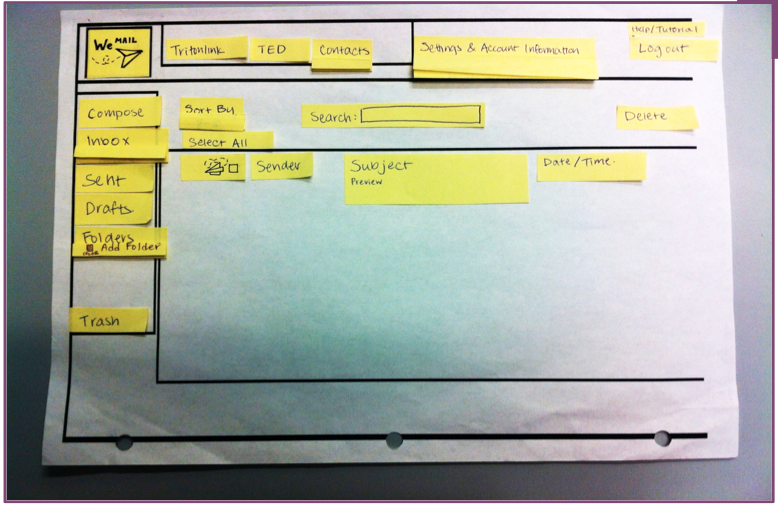 We MAIL
Tritonlink
TED
Contacts
Settings & Account Information
Help/Tutorial
Log out
Compose
Sort By
Search:
Delete
Inbox
Select All
Sender
Subject
Preview
Date/Time
Sent
Drafts
Folders
Add Folder
Trash